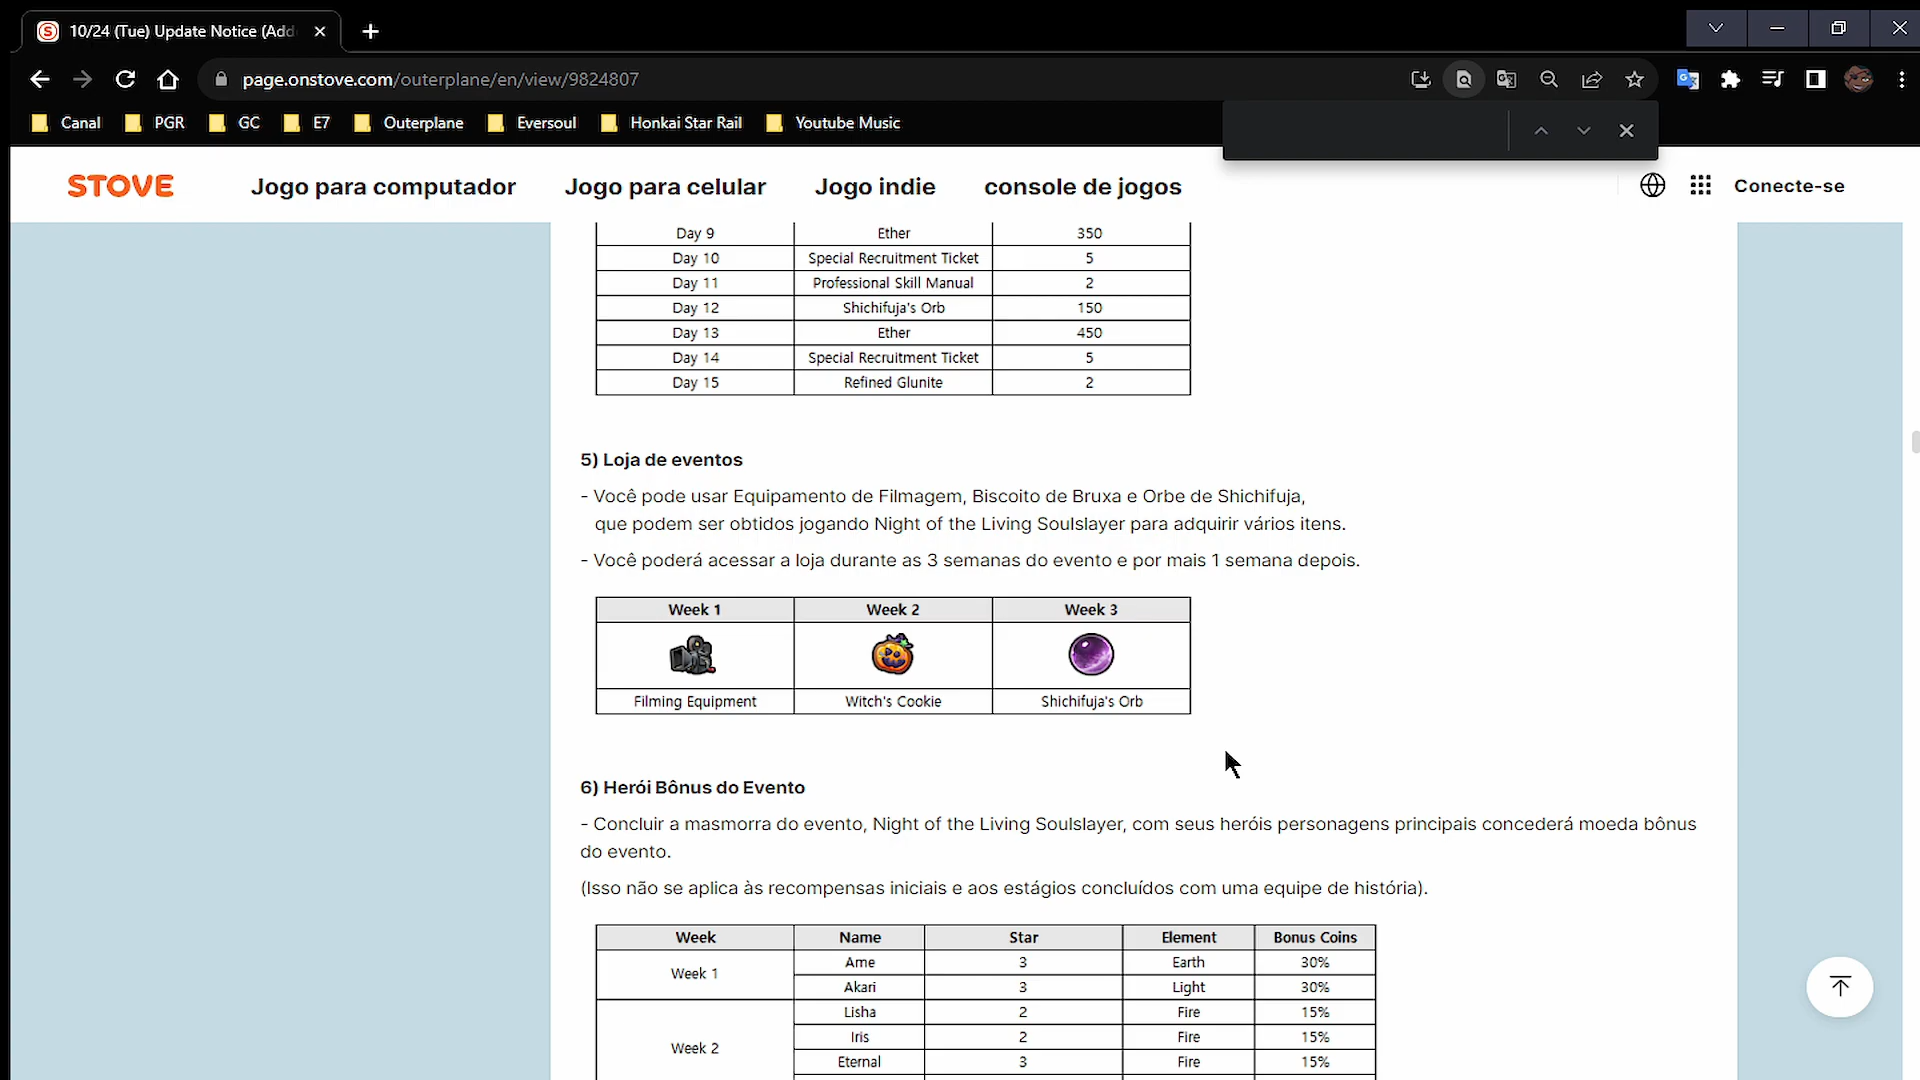 10/24 (Tue) Update Notice (Add
page.onstove.com/outerplane/en/view/9824807
Canal PGR GC E7 Outerplane Eversoul Honkai Star Rail Youtube Music
STOVE Jogo para computador Jogo para celular Jogo indie console de jogos Conecte-se
Day 9 Ether 350
Day 10 Special Recruitment Ticket 5
Day 11 Professional Skill Manual 2
Day 12 Shichifuja's Orb 150
Day 13 Ether 450
Day 14 Special Recruitment Ticket 5
Day 15 Refined Glunite 2
5) Loja de eventos
- Você pode usar Equipamento de Filmagem, Biscoito de Bruxa e Orbe de Shichifuja,
que podem ser obtidos jogando Night of the Living Soulslayer para adquirir vários itens.
- Você poderá acessar a loja durante as 3 semanas do evento e por mais 1 semana depois.
Week 1 Week 2 Week 3
Filming Equipment Witch's Cookie Shichifuja's Orb
6) Herói Bônus do Evento
- Concluir a masmorra do evento, Night of the Living Soulslayer, com seus heróis personagens principais concederá moeda bônus
do evento.
(Isso não se aplica às recompensas iniciais e aos estágios concluídos com uma equipe de história).
Week Name Star Element Bonus Coins
Week 1 Ame 3 Earth 30%
Akari 3 Light 30%
Week 2 Lisha 2 Fire 15%
Iris 2 Fire 15%
Eternal 3 Fire 15%